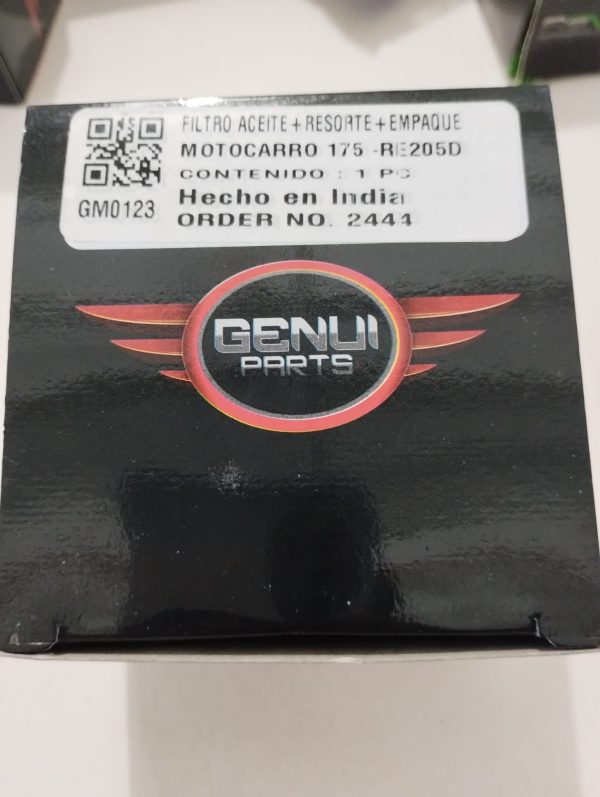 FILTRO ACEITE+RESORTE+EMPAQUE
MOTOCARRO 175 -RE205D
CONTENIDO : 1 PC
Hecho en India
GM0123
ORDER NO. 2444
GENUI
PARTS